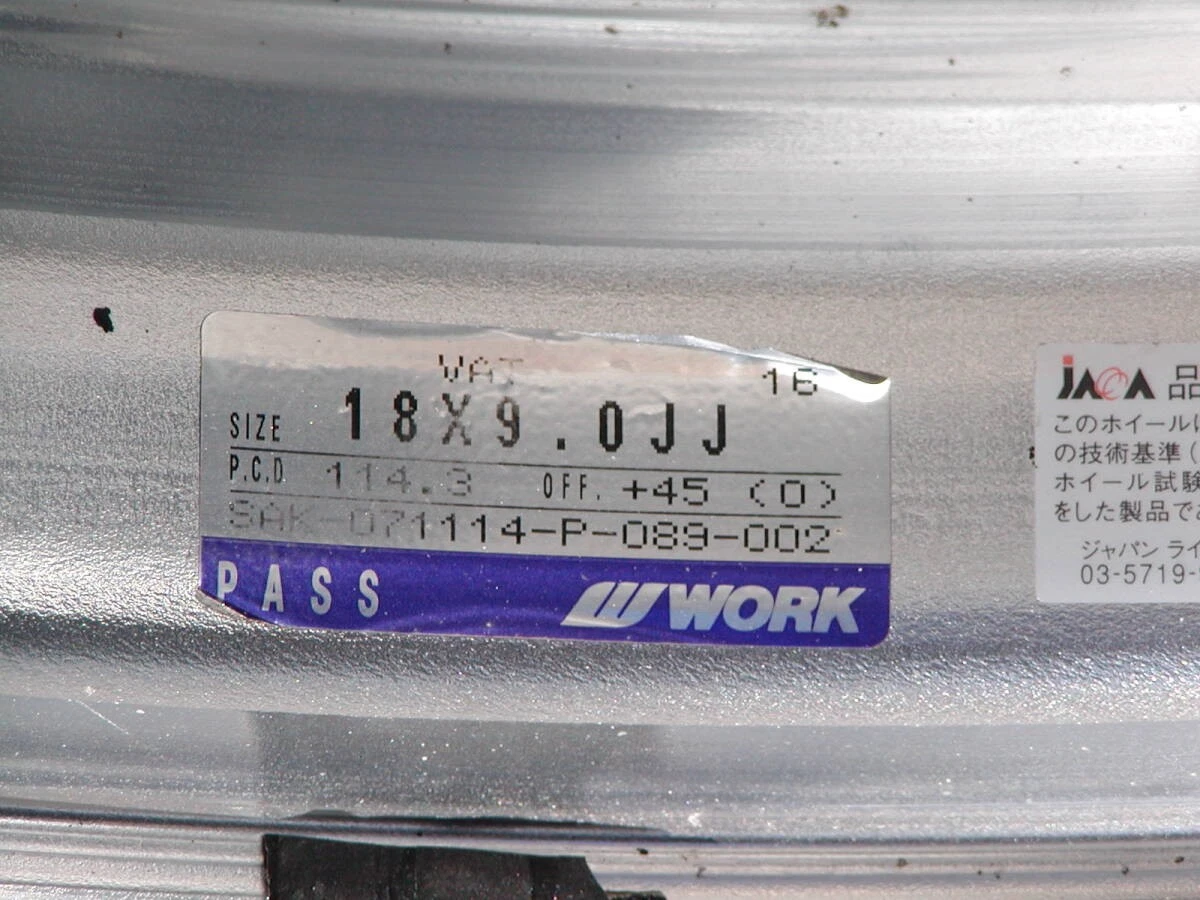 VAT 16
SIZE 18X9.0JJ
P.C.D 114.3 OFF. +45 (O)
SAK-071114-P-089-002
PASS WORK
JAWA 品
このホイールに
の技術基準(
ホイール試験
をした製品であ
ジャパン ライ
03-5719-